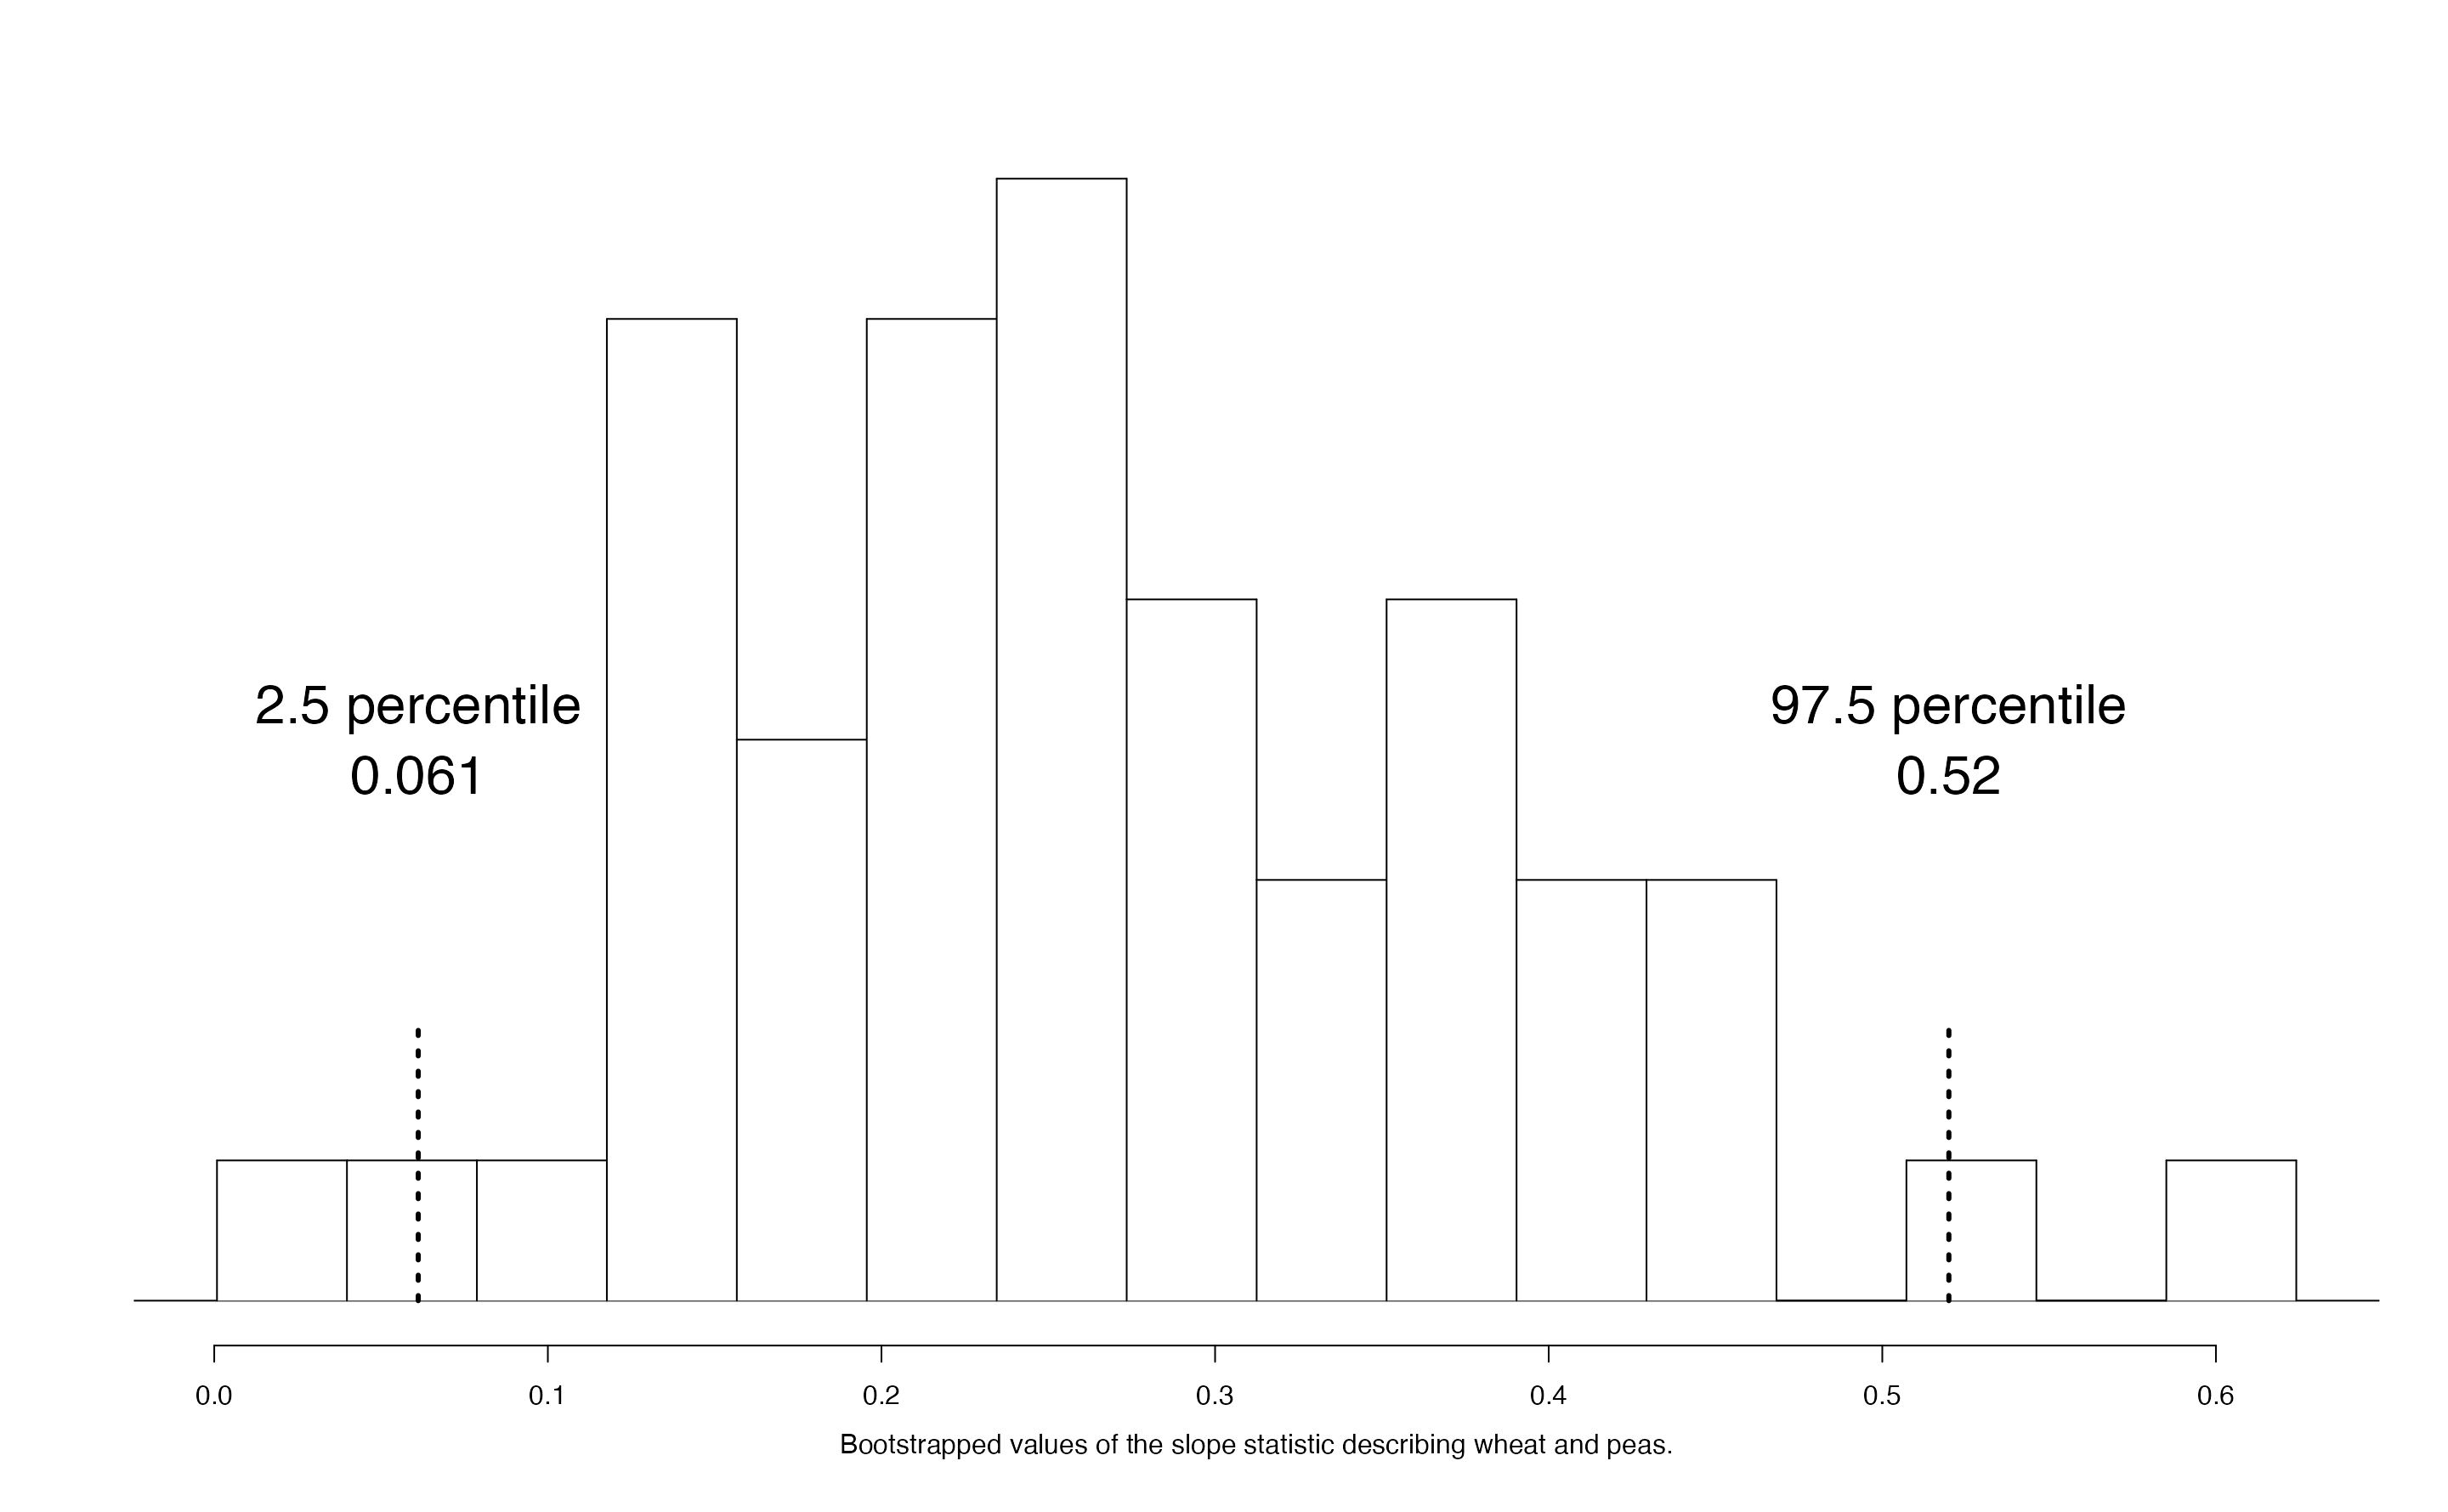 2.5 percentile
0.061
97.5 percentile
0.52
0.0 0.1 0.2 0.3 0.4 0.5 0.6
Bootstrapped values of the slope statistic describing wheat and peas.